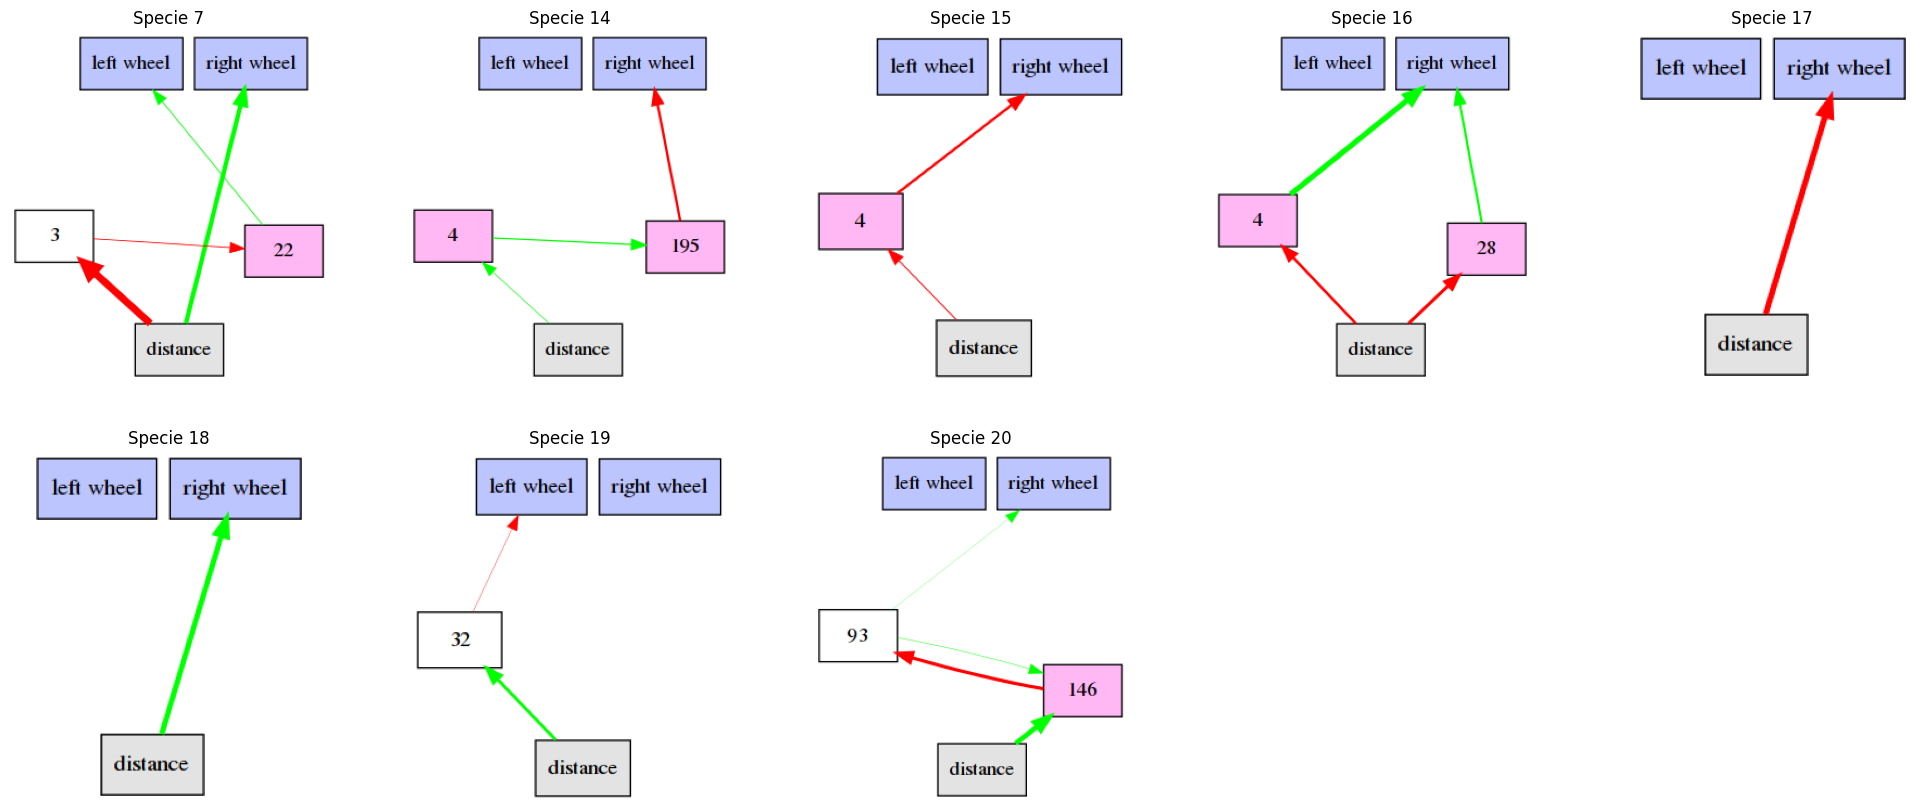 Specie 7
left wheel
right wheel
3
22
distance
Specie 14
left wheel
right wheel
4
195
distance
Specie 15
left wheel
right wheel
4
distance
Specie 16
left wheel
right wheel
4
28
distance
Specie 17
left wheel
right wheel
distance
Specie 18
left wheel
right wheel
distance
Specie 19
left wheel
right wheel
32
distance
Specie 20
left wheel
right wheel
93
146
distance